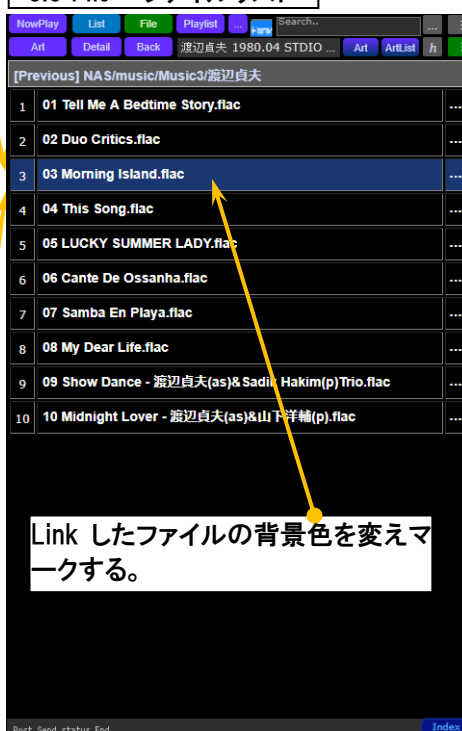 NowPlay List File Playlist ... Search.. ...
Art Detail Back 渡辺貞夫 1980.04 STDIO ... Art ArtList h
[Previous] NAS/music/Music3/渡辺貞夫
1 01 Tell Me A Bedtime Story.flac ...
2 02 Duo Critics.flac ...
3 03 Morning Island.flac ...
4 04 This Song.flac ...
5 05 LUCKY SUMMER LADY.flac ...
6 06 Cante De Ossanha.flac ...
7 07 Samba En Playa.flac ...
8 08 My Dear Life.flac ...
9 09 Show Dance - 渡辺貞夫(as)&Sadik Hakim(p)Trio.flac ...
10 10 Midnight Lover - 渡辺貞夫(as)&山下洋輔(p).flac ...
Link したファイルの背景色を変えマ
ークする。
Post Send status End
Index